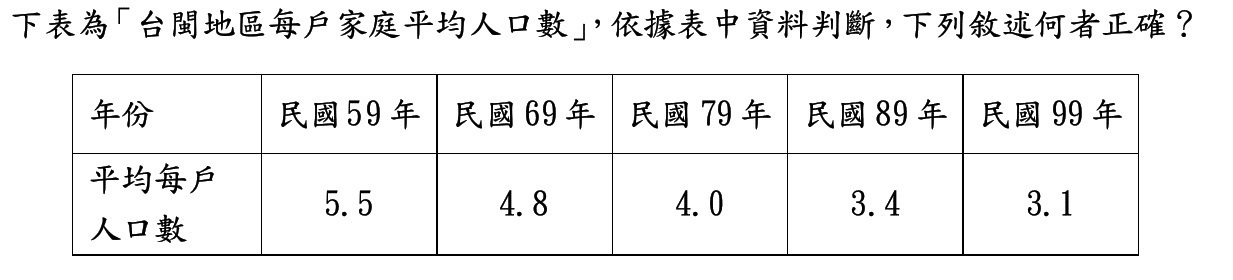 下表為「台閩地區每戶家庭平均人口數」，依據表中資料判斷，下列敘述何者正確？
年份 民國59年 民國69年 民國79年 民國89年 民國99年
平均每戶
人口數 5.5 4.8 4.0 3.4 3.1